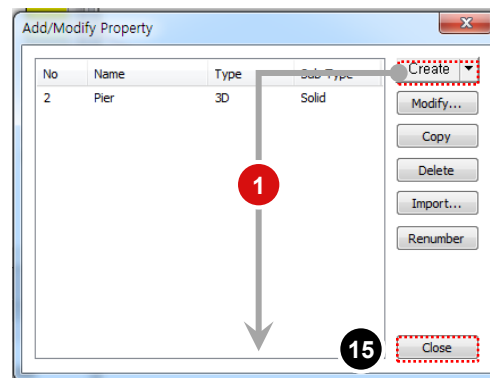 Add/Modify Property
x
No Name Type Sub Type
2 Pier 3D Solid
Create
Modify...
Copy
Delete
Import...
Renumber
1
15
Close